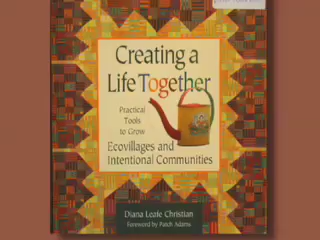 Creating a
Life Together
Practical
Tools
to Grow
Ecovillages and
Intentional Communities
Diana Leafe Christian
Foreword by Patch Adams